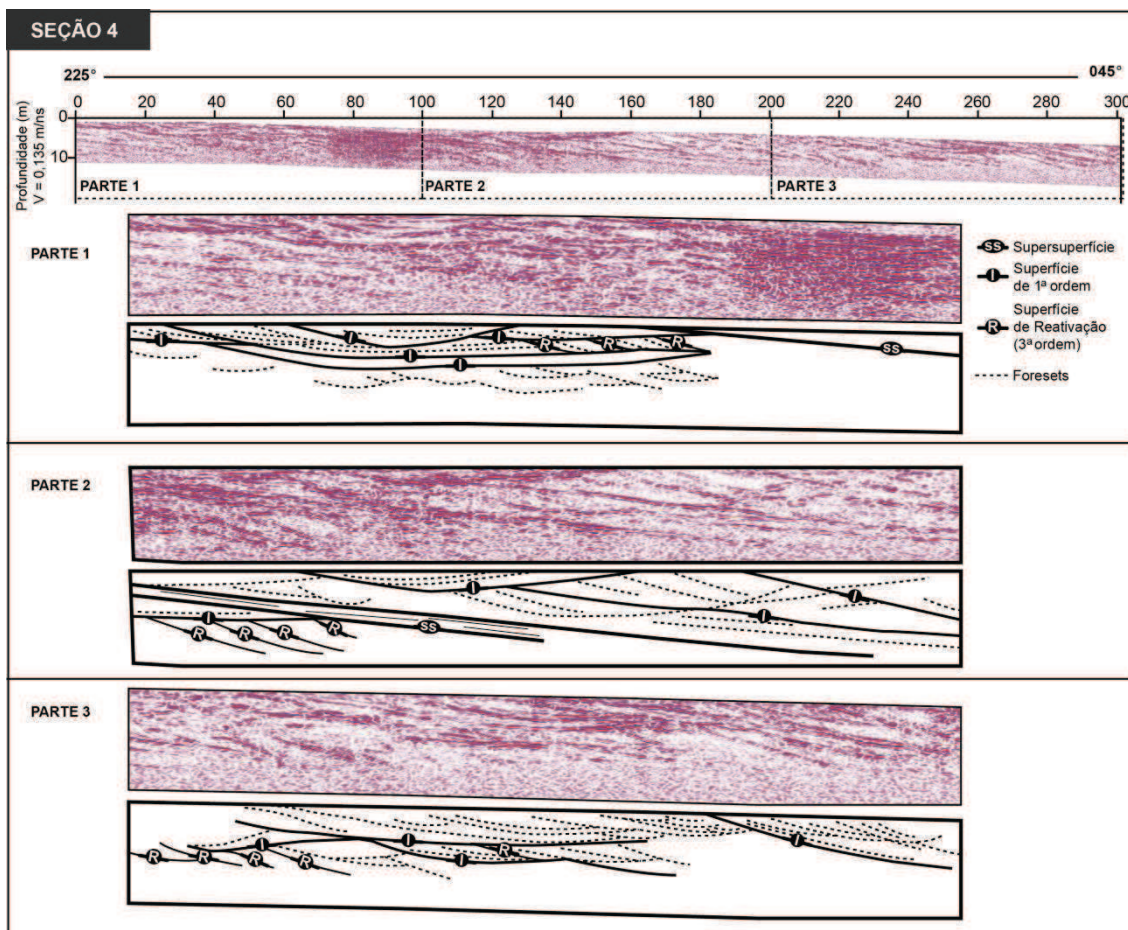 SEÇÃO 4
225°
045°
0 20 40 60 80 100 120 140 160 180 200 220 240 260 280 300
Profundidade (m)
V = 0,135 m/ns
0
10
PARTE 1
PARTE 2
PARTE 3
PARTE 1
SS Supersuperfície
I Superfície
de 1ª ordem
R Superfície
de Reativação
(3ª ordem)
Foresets
I I I R R R
I I SS
PARTE 2
I I I
I SS
R R R R
PARTE 3
I I I
R R R R I R